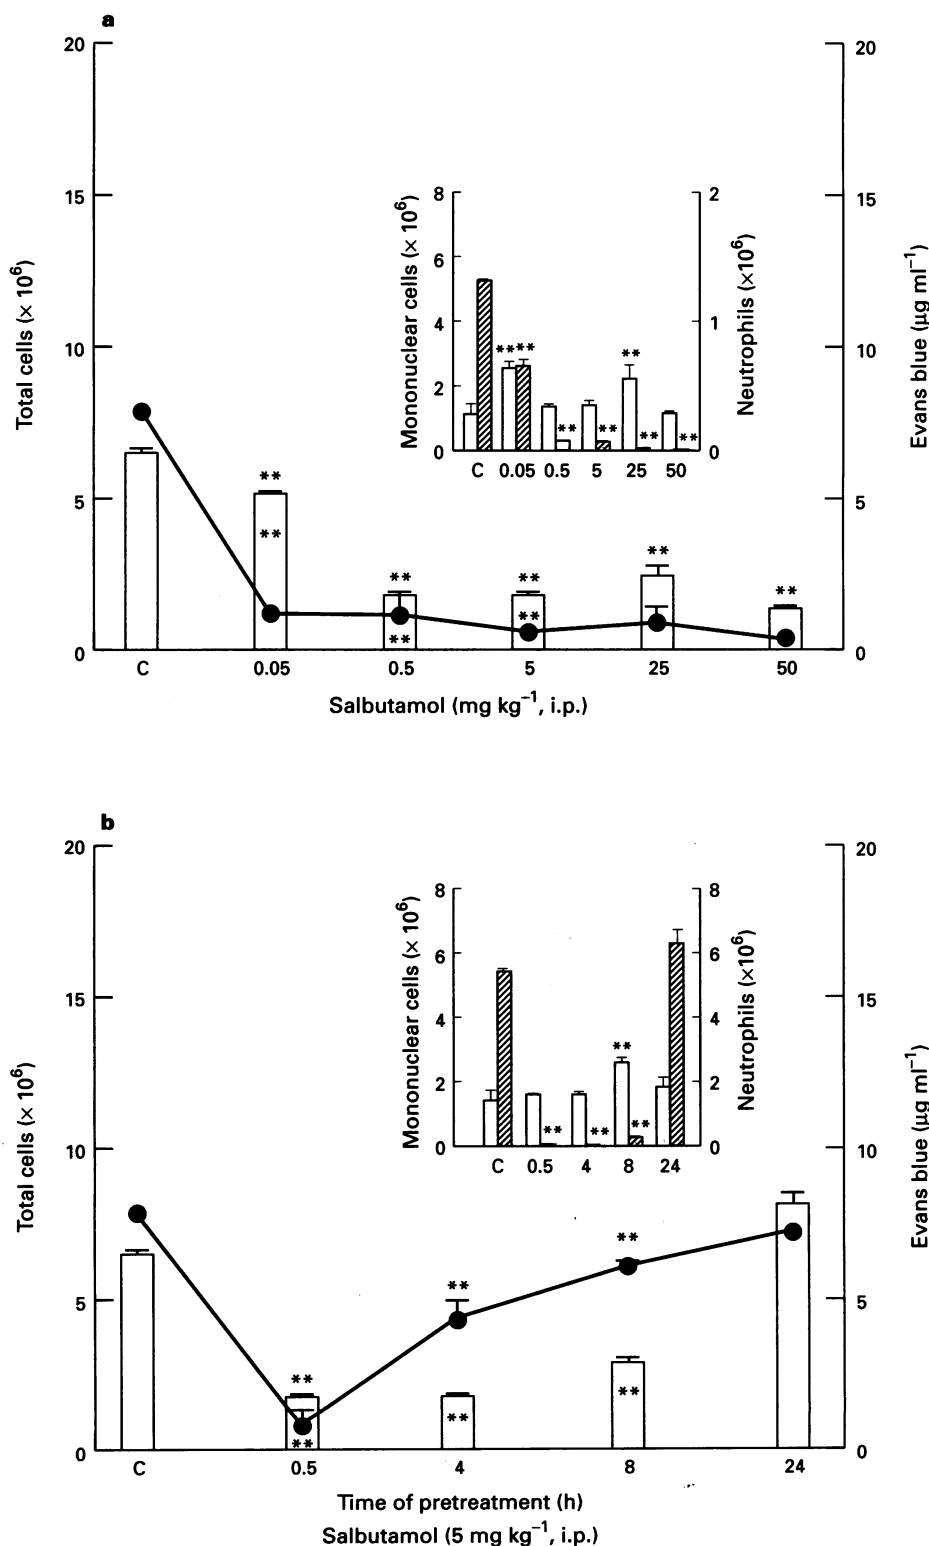 a
20
15
10
5
0
Total cells (× 10⁶)
20
15
10
5
0
Evans blue (μg ml⁻¹)
8
6
4
2
0
Mononuclear cells (× 10⁶)
2
1
0
Neutrophils (×10⁶)
** ** ** ** ** ** **
C 0.05 0.5 5 25 50
** ** ** ** **
** ** **
C 0.05 0.5 5 25 50
Salbutamol (mg kg⁻¹, i.p.)
b
20
15
10
5
0
Total cells (× 10⁶)
20
15
10
5
0
Evans blue (μg ml⁻¹)
8
6
4
2
0
Mononuclear cells (× 10⁶)
8
6
4
2
0
Neutrophils (×10⁶)
** ** ** **
C 0.5 4 8 24
** ** **
** ** **
C 0.5 4 8 24
Time of pretreatment (h)
Salbutamol (5 mg kg⁻¹, i.p.)